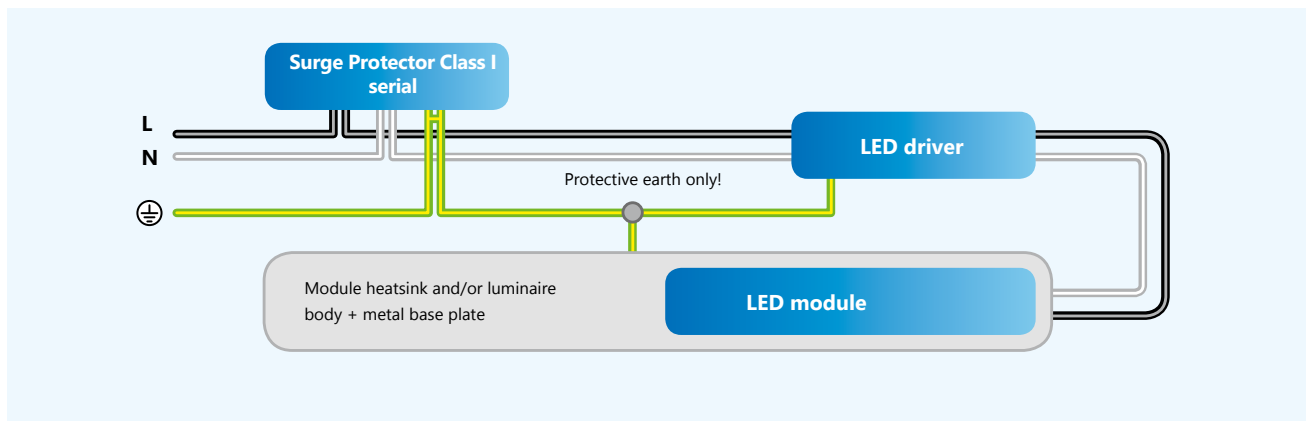 Surge Protector Class I
serial
L
N
LED driver
Protective earth only!
Module heatsink and/or luminaire
body + metal base plate
LED module